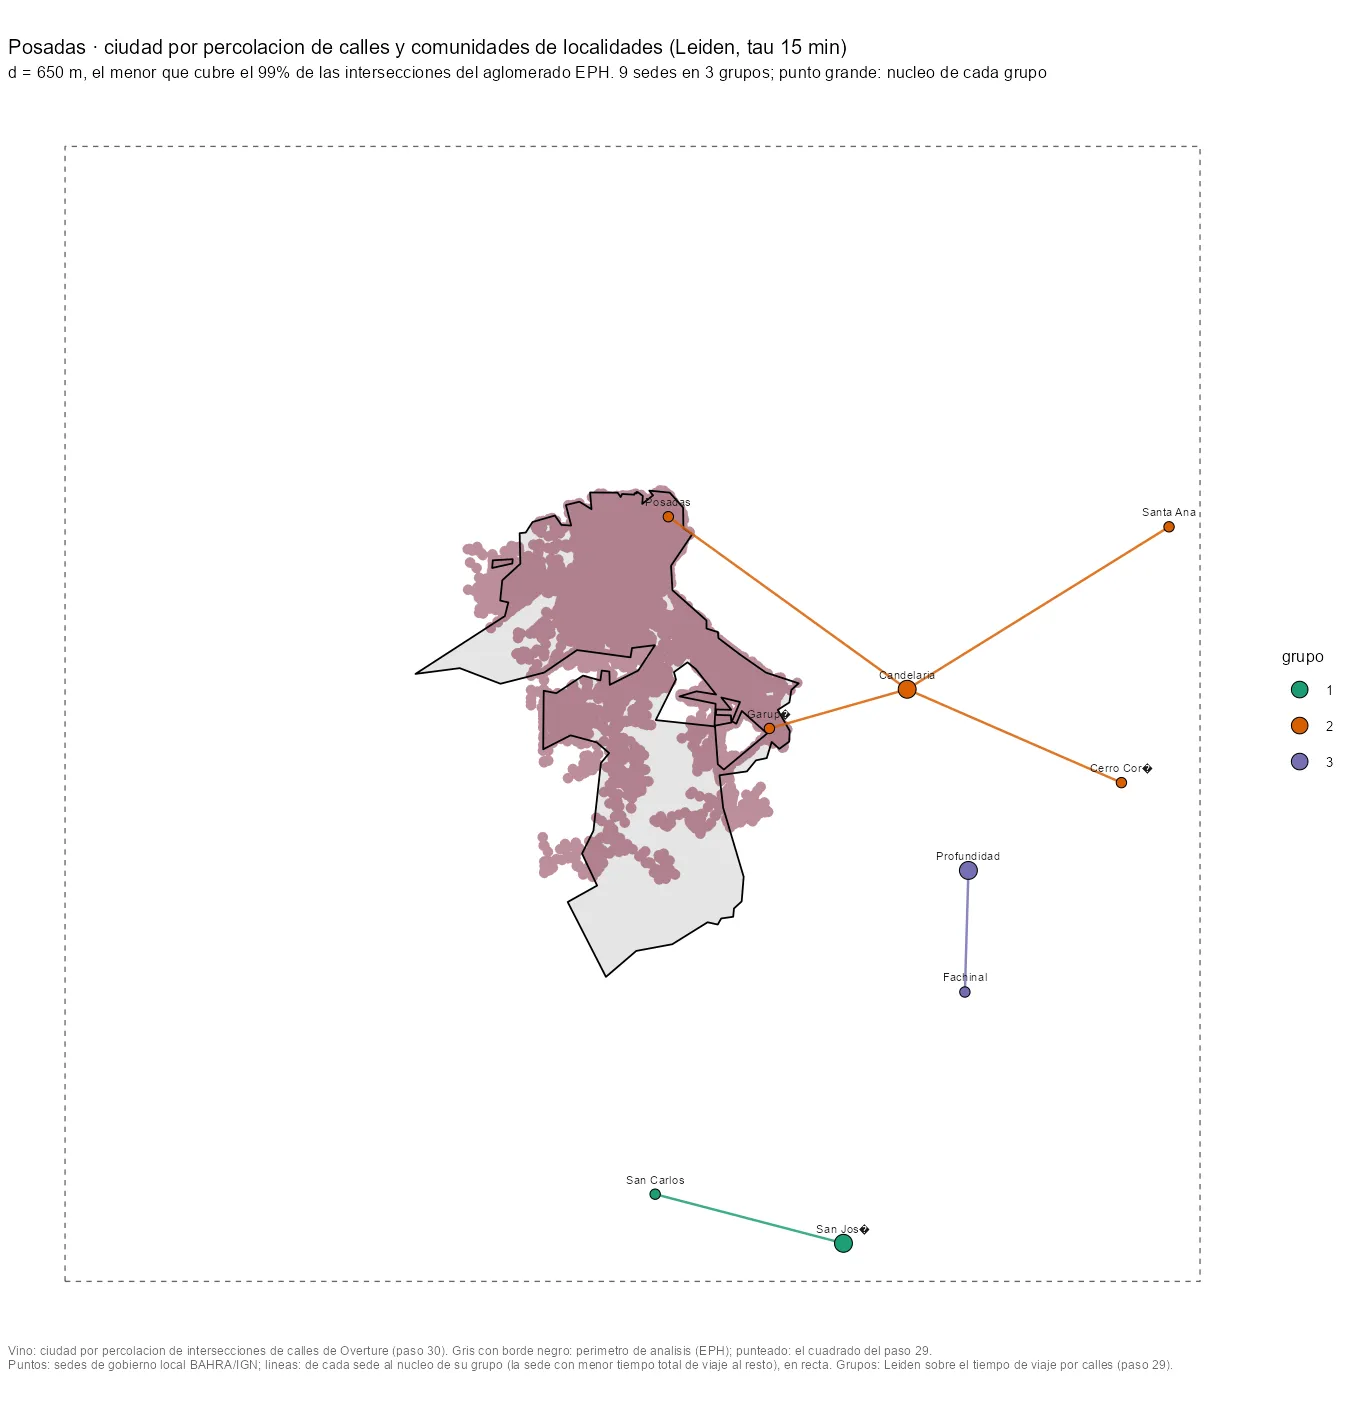 Posadas · ciudad por percolacion de calles y comunidades de localidades (Leiden, tau 15 min)
d = 650 m, el menor que cubre el 99% de las intersecciones del aglomerado EPH. 9 sedes en 3 grupos; punto grande: nucleo de cada grupo
Posadas
Santa Ana
Candelaria
Garup�
Cerro Cor�
Profundidad
Fachinal
San Carlos
San Jos�
grupo
1
2
3
Vino: ciudad por percolacion de intersecciones de calles de Overture (paso 30). Gris con borde negro: perimetro de analisis (EPH); punteado: el cuadrado del paso 29.
Puntos: sedes de gobierno local BAHRA/IGN; lineas: de cada sede al nucleo de su grupo (la sede con menor tiempo total de viaje al resto), en recta. Grupos: Leiden sobre el tiempo de viaje por calles (paso 29).